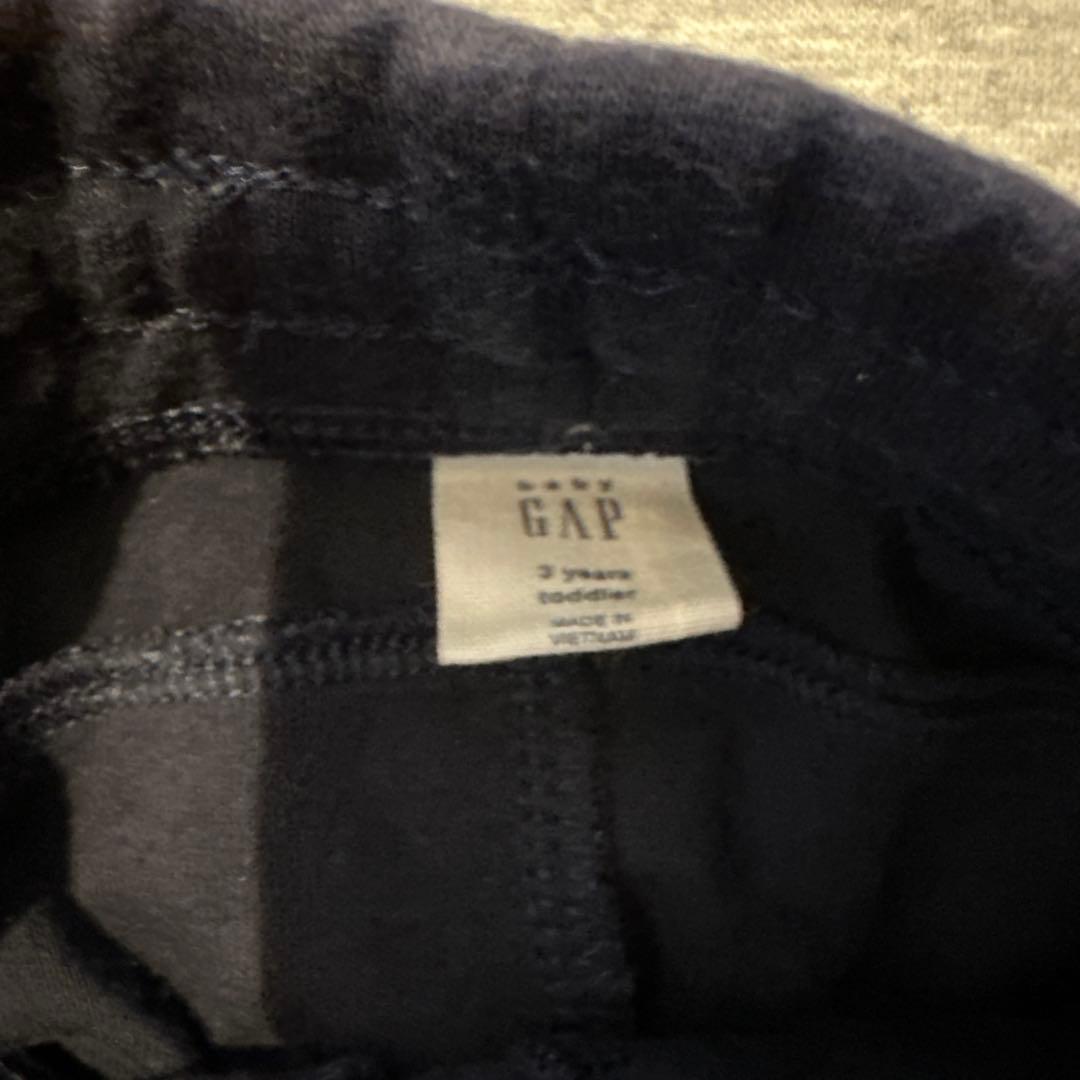 baby
GAP
3 years
toddler
MADE IN
VIETNAM